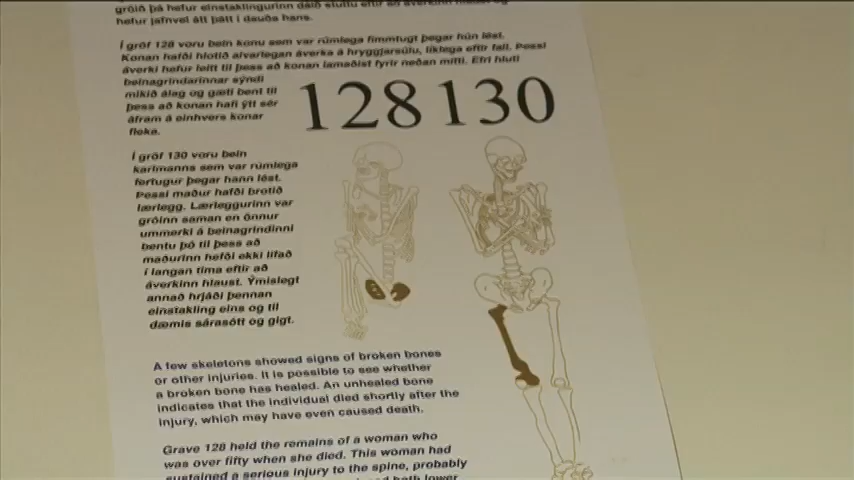 gróið þá hefur einstaklingurinn dáið stuttu eftir að áverkinn
hefur jafnvel átt þátt í dauða hans.
Í gröf 128 voru bein konu sem var rúmlega fimmtugt þegar hún lést.
Konan hafði hlotið alvarlegan áverka á hryggjarsúlu, líklega eftir fall. Þessi
áverki hefur leitt til þess að konan lamaðist fyrir neðan mitti. Efri hluti
beinagrindarinnar sýndi
mikið álag og gæti bent til
þess að konan hafi ýtt sér
áfram á einhvers konar
fleka.
128 130
Í gröf 130 voru bein
karlmanns sem var rúmlega
fertugur þegar hann lést.
Þessi maður hafði brotið
lærlegg. Lærleggurinn var
gróinn saman en önnur
ummerki á beinagrindinni
bentu þó til þess að
maðurinn hefði ekki lifað
í langan tíma eftir að
áverkinn hlaust. Ýmislegt
annað hrjáði þennan
einstakling eins og til
dæmis sárasótt og gigt.
A few skeletons showed signs of broken bones
or other injuries. It is possible to see whether
a broken bone has healed. An unhealed bone
indicates that the individual died shortly after the
injury, which may have even caused death.
Grave 128 held the remains of a woman who
was over fifty when she died. This woman had
sustained a serious injury to the spine, probably